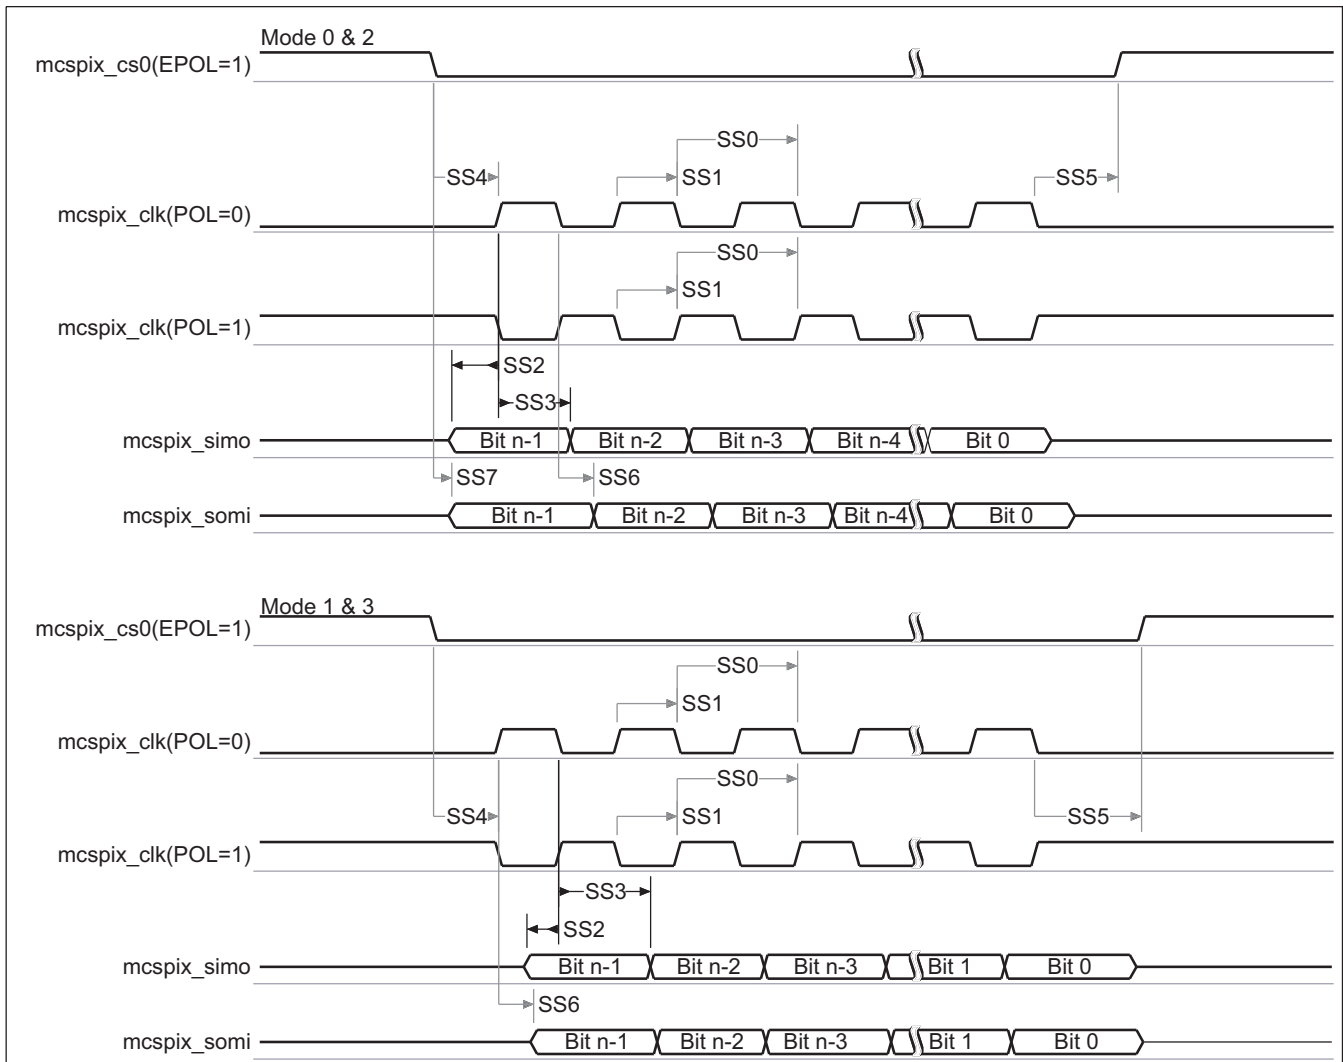 Mode 0 & 2
mcspix_cs0(EPOL=1)
SS0
SS4
SS1
SS5
mcspix_clk(POL=0)
SS0
SS1
mcspix_clk(POL=1)
SS2
SS3
mcspix_simo
Bit n-1 Bit n-2 Bit n-3 Bit n-4 Bit 0
SS7 SS6
mcspix_somi
Bit n-1 Bit n-2 Bit n-3 Bit n-4 Bit 0
Mode 1 & 3
mcspix_cs0(EPOL=1)
SS0
SS1
mcspix_clk(POL=0)
SS0
SS4
SS1
SS5
mcspix_clk(POL=1)
SS3
SS2
mcspix_simo
Bit n-1 Bit n-2 Bit n-3 Bit 1 Bit 0
SS6
mcspix_somi
Bit n-1 Bit n-2 Bit n-3 Bit 1 Bit 0